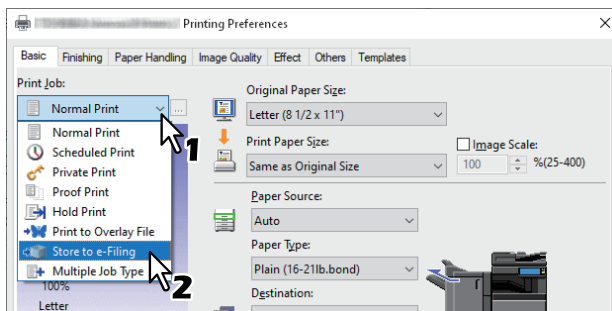 Printing Preferences
Basic Finishing Paper Handling Image Quality Effect Others Templates
Print Job:
Normal Print
...
Normal Print
Scheduled Print
Private Print
Proof Print
Hold Print
Print to Overlay File
Store to e-Filing
Multiple Job Type
1
2
100%
Letter
Original Paper Size:
Letter (8 1/2 x 11")
Print Paper Size:
Same as Original Size
Image Scale:
100 %(25-400)
Paper Source:
Auto
Paper Type:
Plain (16-21lb.bond)
Destination: